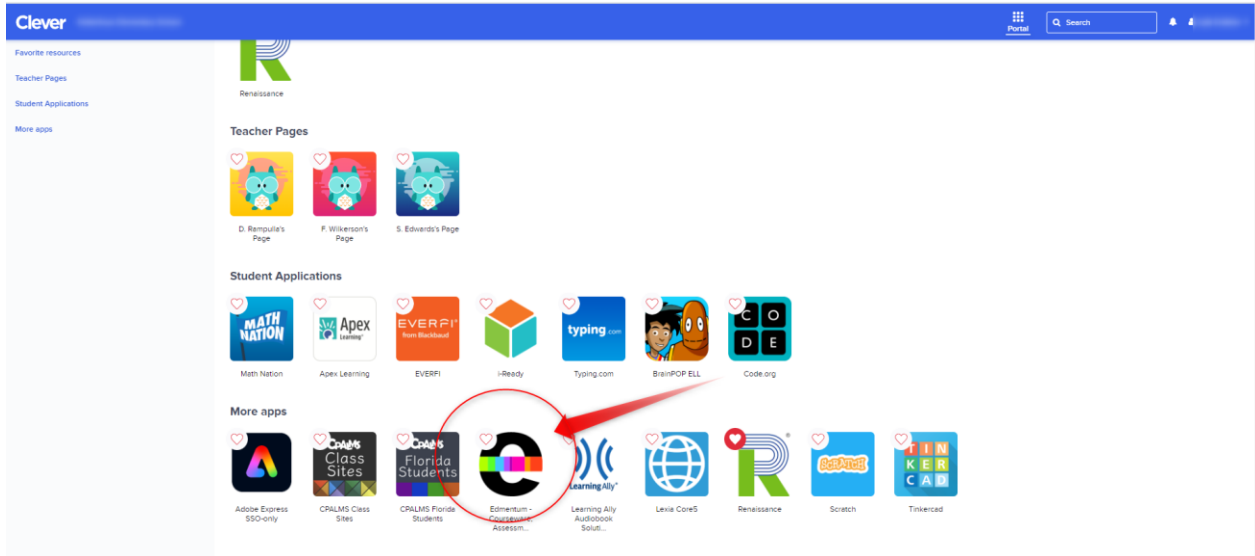 Clever
Portal
Search
Favorite resources
Teacher Pages
Student Applications
More apps
Renaissance
Teacher Pages
D. Rampulla's
Page
F. Wilkerson's
Page
S. Edwards's Page
Student Applications
MATH
NATION
Apex
Learning
EVERFI
from Blackbaud
typing.com
C O
D E
Math Nation
Apex Learning
EVERFI
i-Ready
Typing.com
BrainPOP ELL
Code.org
More apps
CPALMS
Class
Sites
CPALMS
Florida
Students
Learning Ally
SCRATCH
TIN
KER
CAD
Adobe Express
SSO-only
CPALMS Class
Sites
CPALMS Florida
Students
Edmentum -
Courseware,
Assessm...
Learning Ally
Audiobook
Soluti...
Lexia Core5
Renaissance
Scratch
Tinkercad